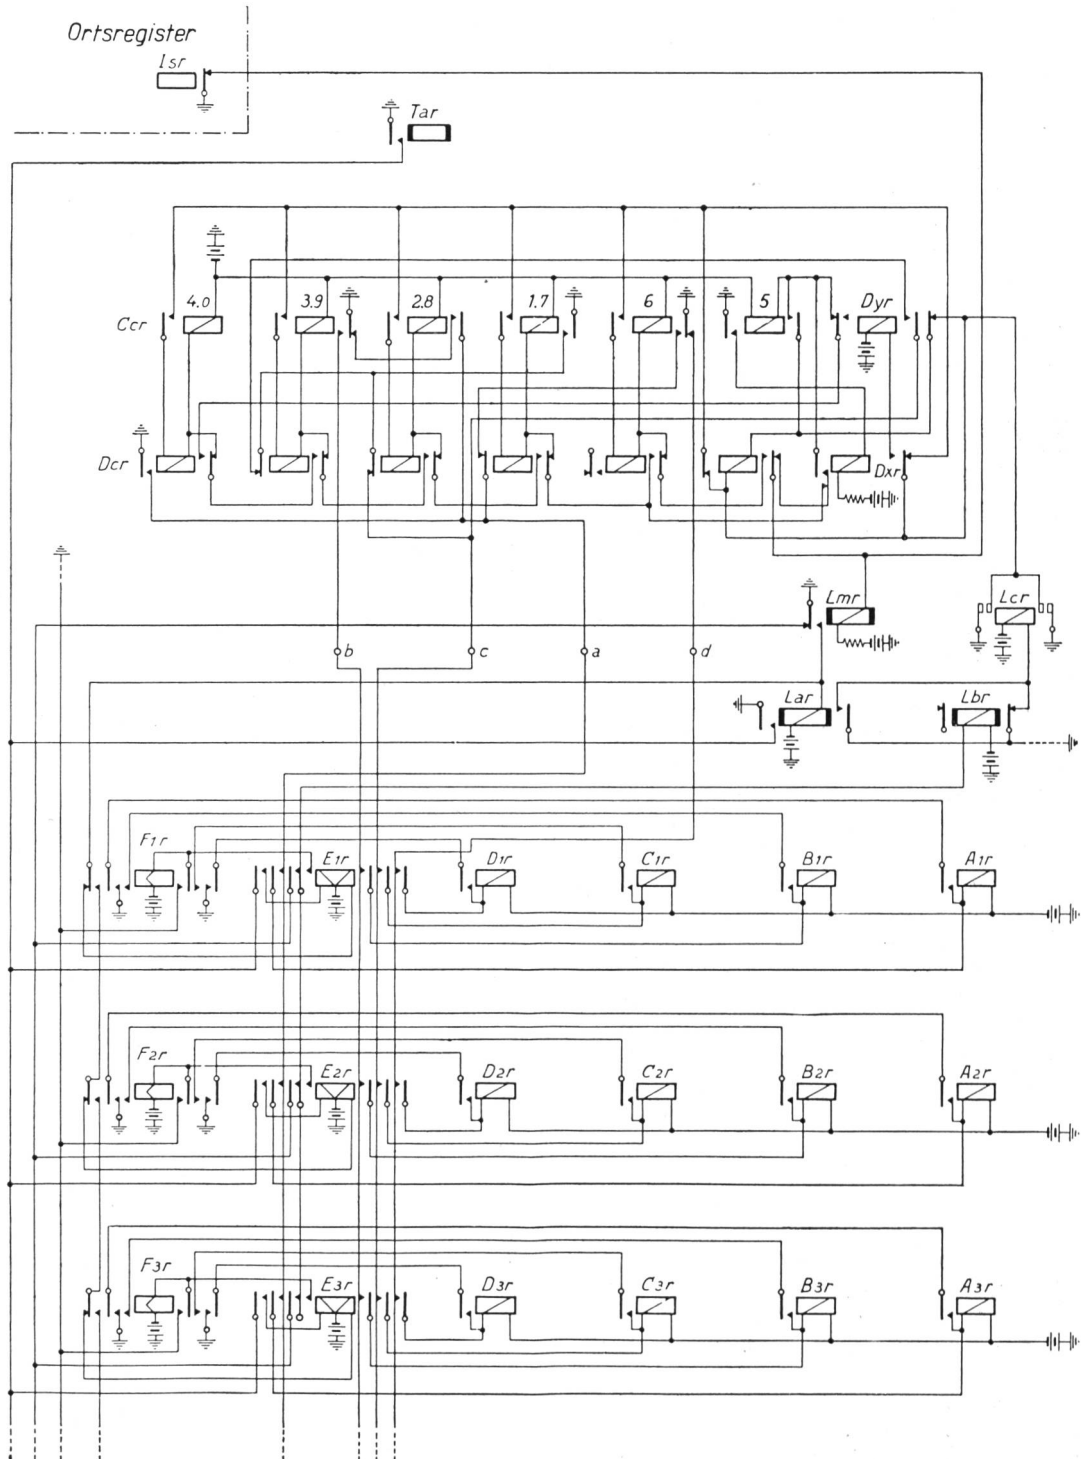 Ortsregister
Isr
Tar
4.0
3.9
2.8
1.7
6
5
Dyr
Ccr
Dcr
Dxr
Lmr
Lcr
b
c
a
d
Lar
Lbr
F1r
E1r
D1r
C1r
B1r
A1r
F2r
E2r
D2r
C2r
B2r
A2r
F3r
E3r
D3r
C3r
B3r
A3r